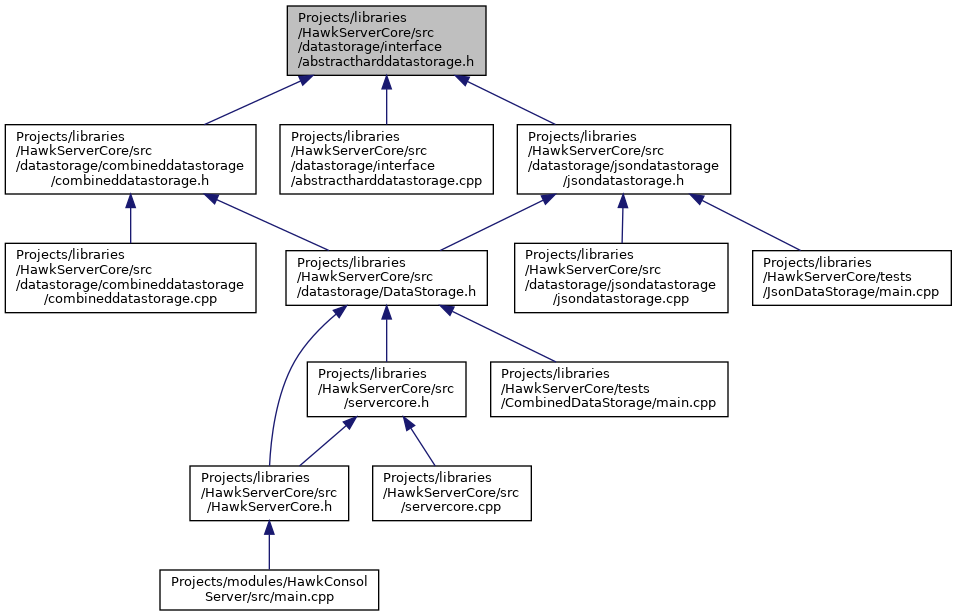 Projects/libraries
/HawkServerCore/src
/datastorage/interface
/abstractharddatastorage.h
Projects/libraries
/HawkServerCore/src
/datastorage/combineddatastorage
/combineddatastorage.h
Projects/libraries
/HawkServerCore/src
/datastorage/interface
/abstractharddatastorage.cpp
Projects/libraries
/HawkServerCore/src
/datastorage/jsondatastorage
/jsondatastorage.h
Projects/libraries
/HawkServerCore/src
/datastorage/combineddatastorage
/combineddatastorage.cpp
Projects/libraries
/HawkServerCore/src
/datastorage/DataStorage.h
Projects/libraries
/HawkServerCore/src
/datastorage/jsondatastorage
/jsondatastorage.cpp
Projects/libraries
/HawkServerCore/tests
/JsonDataStorage/main.cpp
Projects/libraries
/HawkServerCore/src
/servercore.h
Projects/libraries
/HawkServerCore/tests
/CombinedDataStorage/main.cpp
Projects/libraries
/HawkServerCore/src
/HawkServerCore.h
Projects/libraries
/HawkServerCore/src
/servercore.cpp
Projects/modules/HawkConsol
Server/src/main.cpp